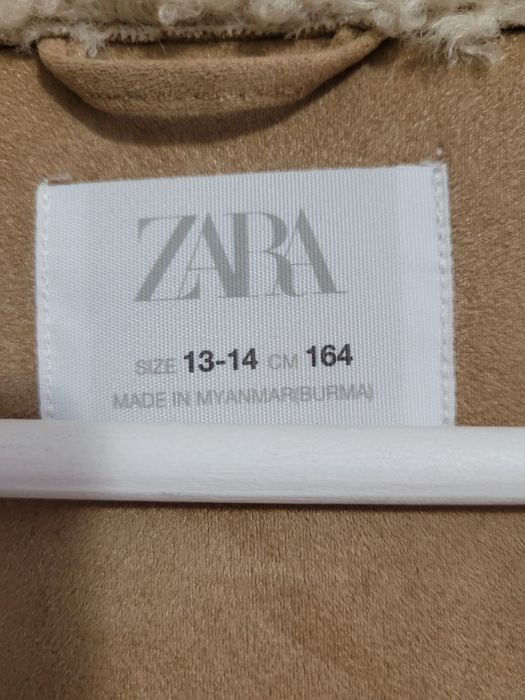 ZARA
SIZE 13-14 CM 164
MADE IN MYANMAR(BURMA)